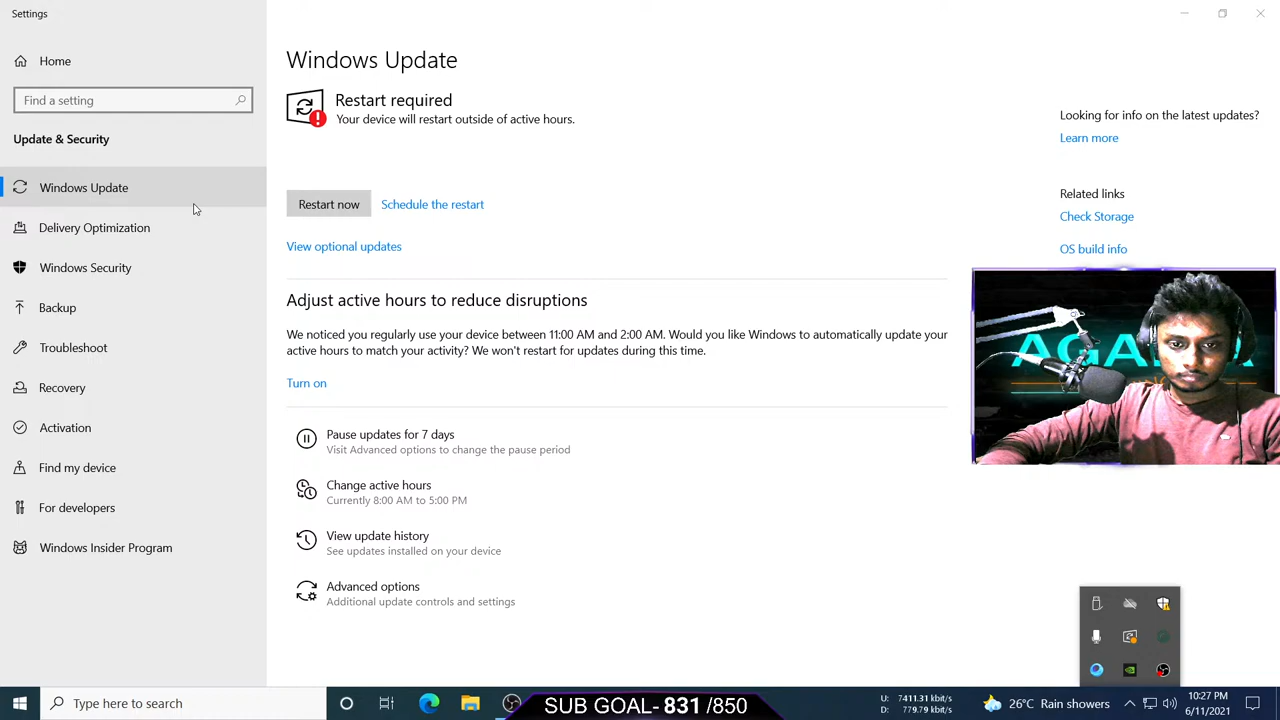 Settings
Home
Find a setting
Update & Security
Windows Update
Delivery Optimization
Windows Security
Backup
Troubleshoot
Recovery
Activation
Find my device
For developers
Windows Insider Program
Windows Update
Restart required
Your device will restart outside of active hours.
Restart now
Schedule the restart
View optional updates
Adjust active hours to reduce disruptions
We noticed you regularly use your device between 11:00 AM and 2:00 AM. Would you like Windows to automatically update your
active hours to match your activity? We won't restart for updates during this time.
Turn on
Pause updates for 7 days
Visit Advanced options to change the pause period
Change active hours
Currently 8:00 AM to 5:00 PM
View update history
See updates installed on your device
Advanced options
Additional update controls and settings
Looking for info on the latest updates?
Learn more
Related links
Check Storage
OS build info
Type here to search
SUB GOAL- 831 /850
U: 7411.31 kbit/s
D: 779.79 kbit/s
26°C Rain showers
10:27 PM
6/11/2021